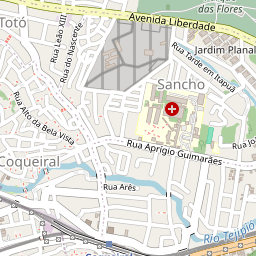 das Flores
Totó
Rua Leão XIII
Rua do Nascente
Avenida Liberdade
Jardim Planal
Rua Tarde em Itapuã
Sancho
Rua Alto da Bela Vista
Rua Aprígio Guimarães
Rua Jo
Coqueiral
Rua Arés
Rio Tejipió